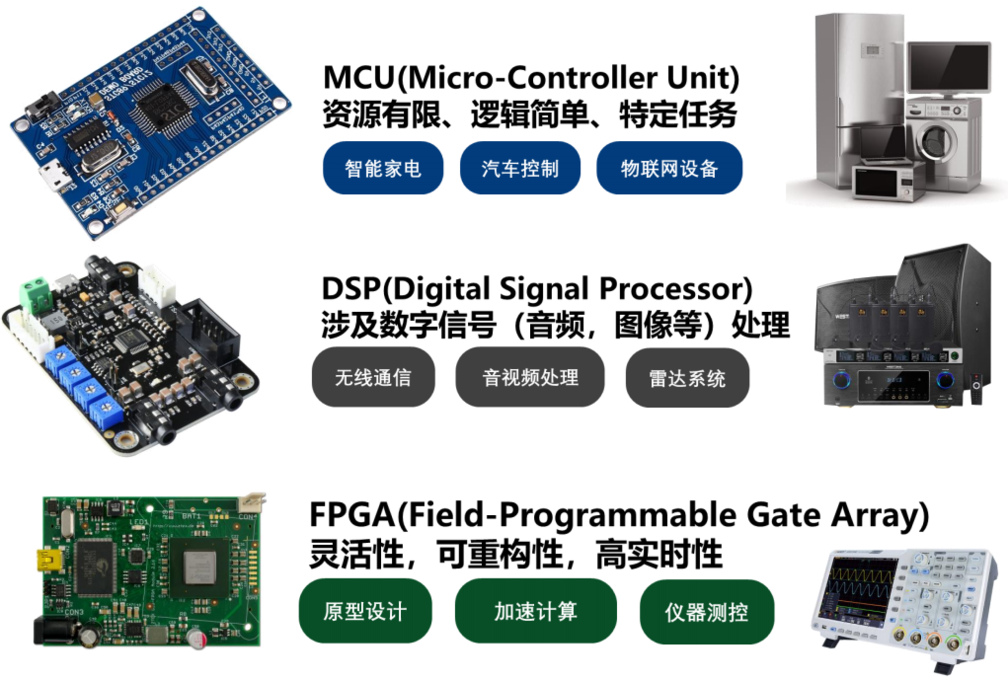 MCU(Micro-Controller Unit)
资源有限、逻辑简单、特定任务
智能家电
汽车控制
物联网设备
DSP(Digital Signal Processor)
涉及数字信号（音频，图像等）处理
无线通信
音视频处理
雷达系统
FPGA(Field-Programmable Gate Array)
灵活性，可重构性，高实时性
原型设计
加速计算
仪器测控
LED1
BAT1
CON3